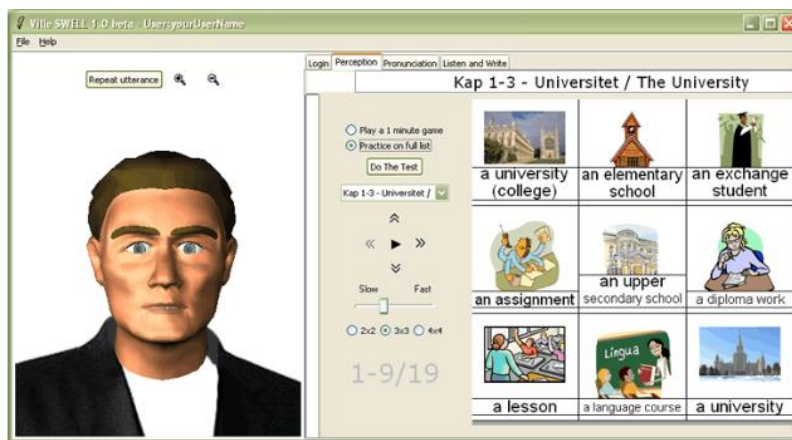 Ville SWELL 1.0 beta - User:yourUserName
File Help
Repeat utterance
Login Perception Pronunciation Listen and Write
Kap 1-3 - Universitet / The University
Play a 1 minute game
Practice on full list
Do The Test
Kap 1-3 - Universitet /
Slow Fast
2x2 3x3 4x4
1-9/19
a university
(college)
an elementary
school
an exchange
student
an assignment
an upper
secondary school
a diploma work
a lesson
Lingua
a language course
a university